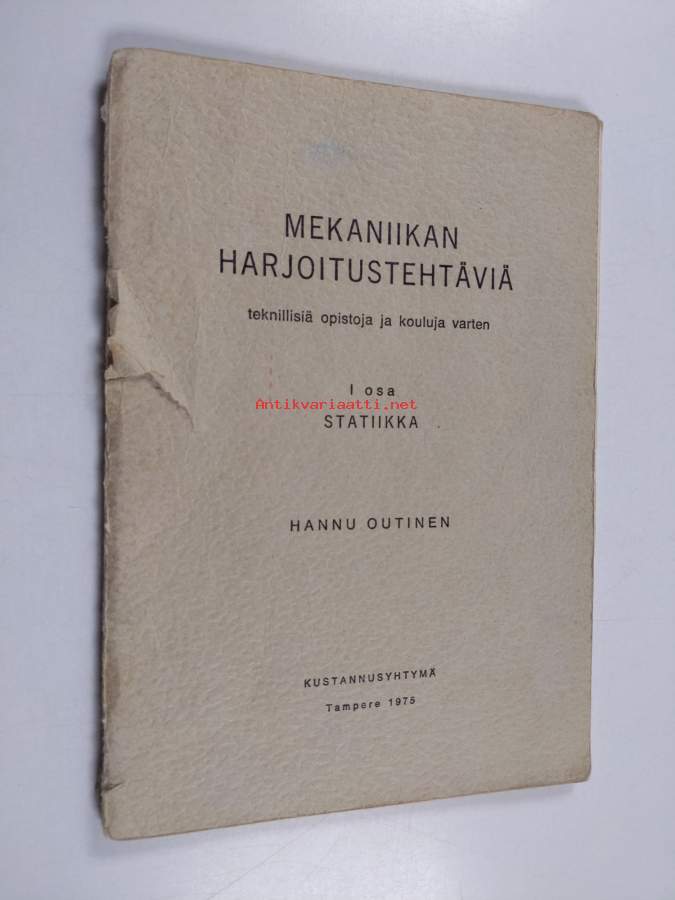 MEKANIIKAN
HARJOITUSTEHTÄVIÄ
teknillisiä opistoja ja kouluja varten
I osa
Antikvariaatti.net
STATIIKKA
HANNU OUTINEN
KUSTANNUSYHTYMÄ
Tampere 1975